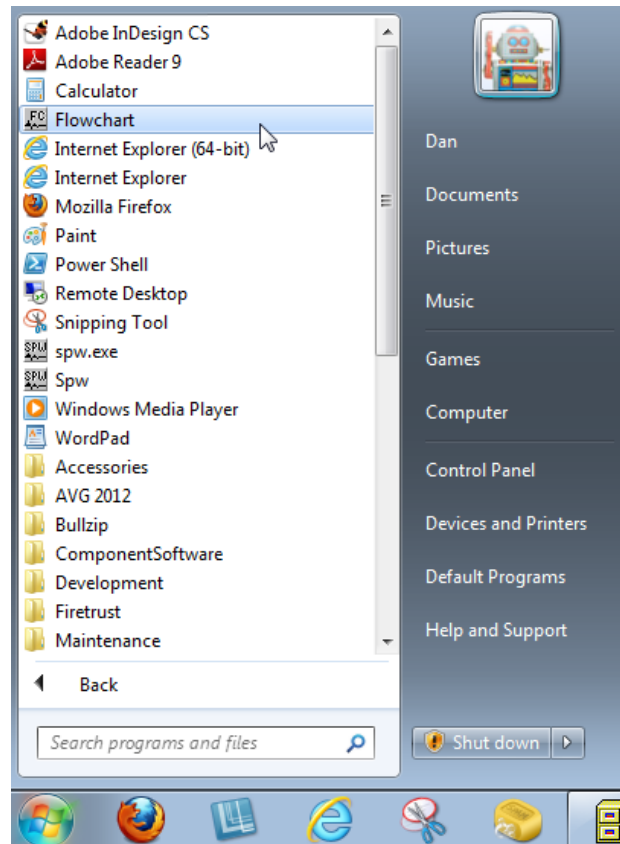 Adobe InDesign CS
Adobe Reader 9
Calculator
Flowchart
Internet Explorer (64-bit)
Internet Explorer
Mozilla Firefox
Paint
Power Shell
Remote Desktop
Snipping Tool
spw.exe
Spw
Windows Media Player
WordPad
Accessories
AVG 2012
Bullzip
ComponentSoftware
Development
Firetrust
Maintenance
Back
Search programs and files
Dan
Documents
Pictures
Music
Games
Computer
Control Panel
Devices and Printers
Default Programs
Help and Support
Shut down